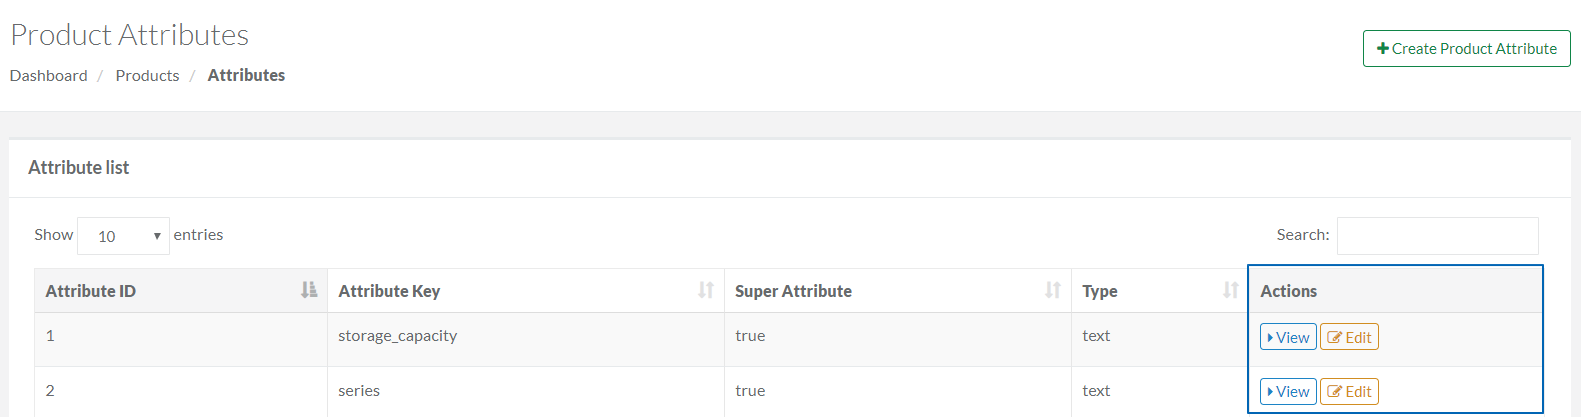 Product Attributes
Create Product Attribute
Dashboard / Products / Attributes
Attribute list
Show 10 entries Search:
Attribute ID Attribute Key Super Attribute Type Actions
1 storage_capacity true text View Edit
2 series true text View Edit